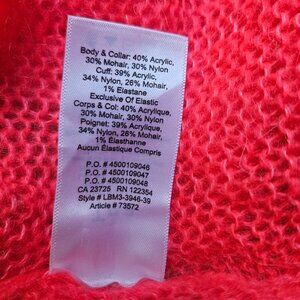 Body & Collar: 40% Acrylic,
30% Mohair, 30% Nylon
Cuff: 39% Acrylic,
34% Nylon, 26% Mohair,
1% Elastane
Exclusive Of Elastic
Corps & Col: 40% Acrylique,
30% Mohair, 30% Nylon
Poignet: 39% Acrylique,
34% Nylon, 26% Mohair,
1% Élasthanne
Aucun Élastique Compris
P.O. # 4500109046
P.O. # 4500109047
P.O. # 4500109048
CA 23725 RN 122354
Style # LBM3-3946-39
Article # 73572